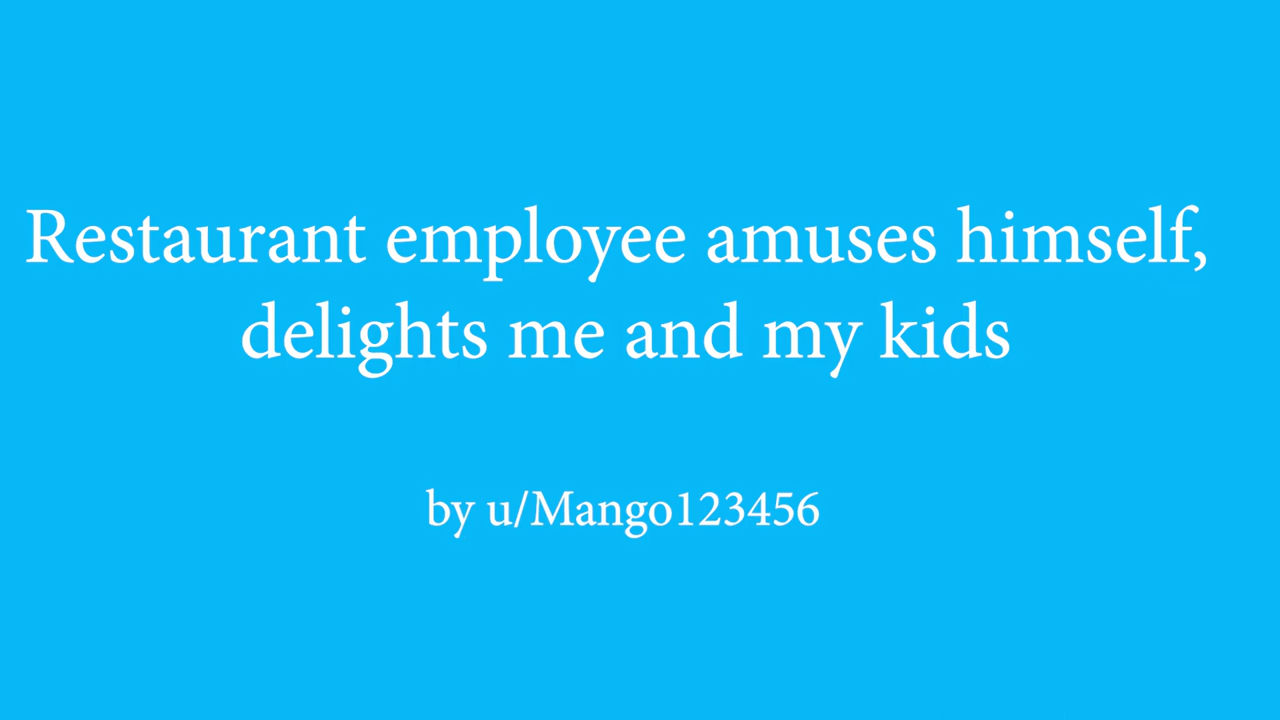 Restaurant employee amuses himself,
delights me and my kids
by u/Mango123456